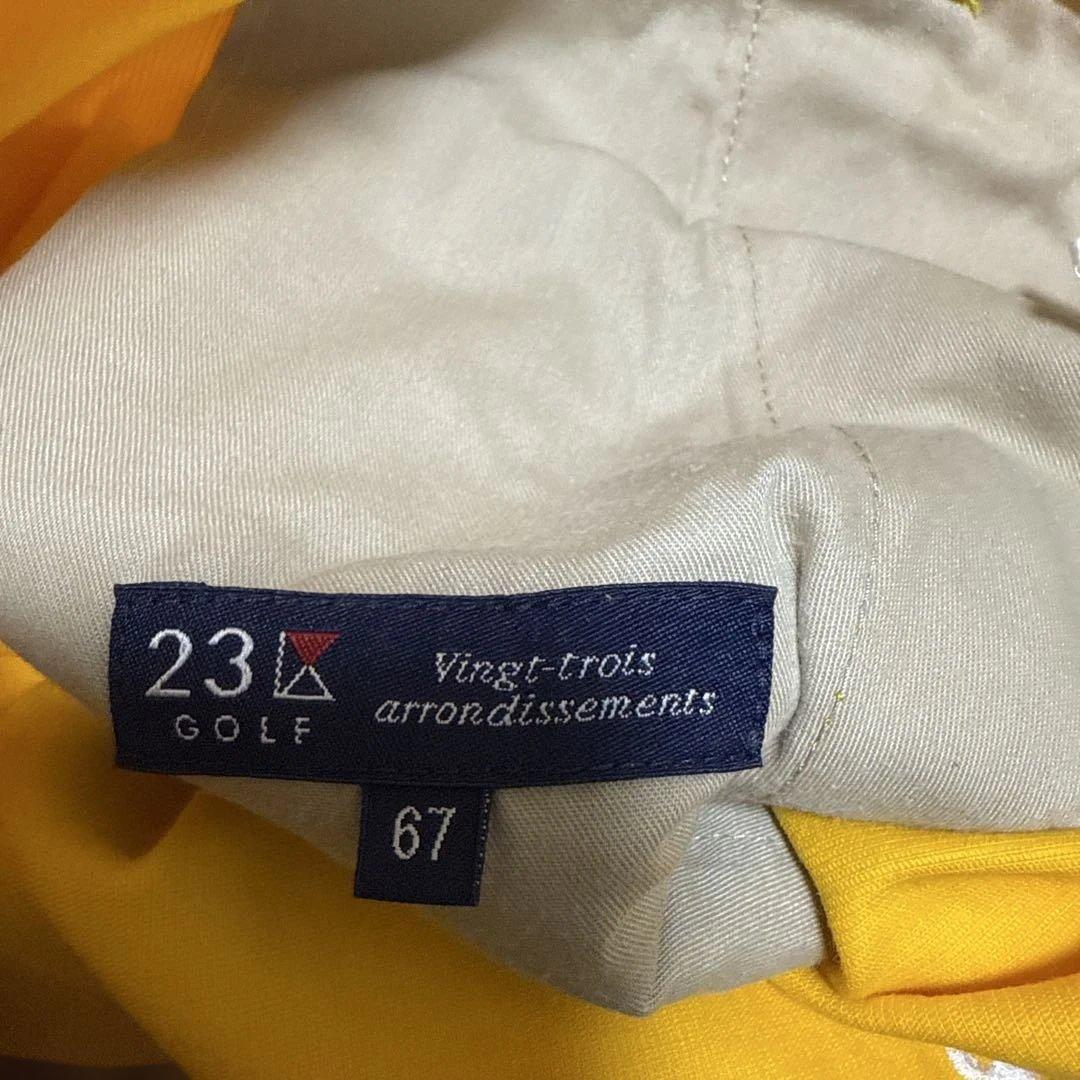 23
GOLF
Vingt-trois
arrondissements
67